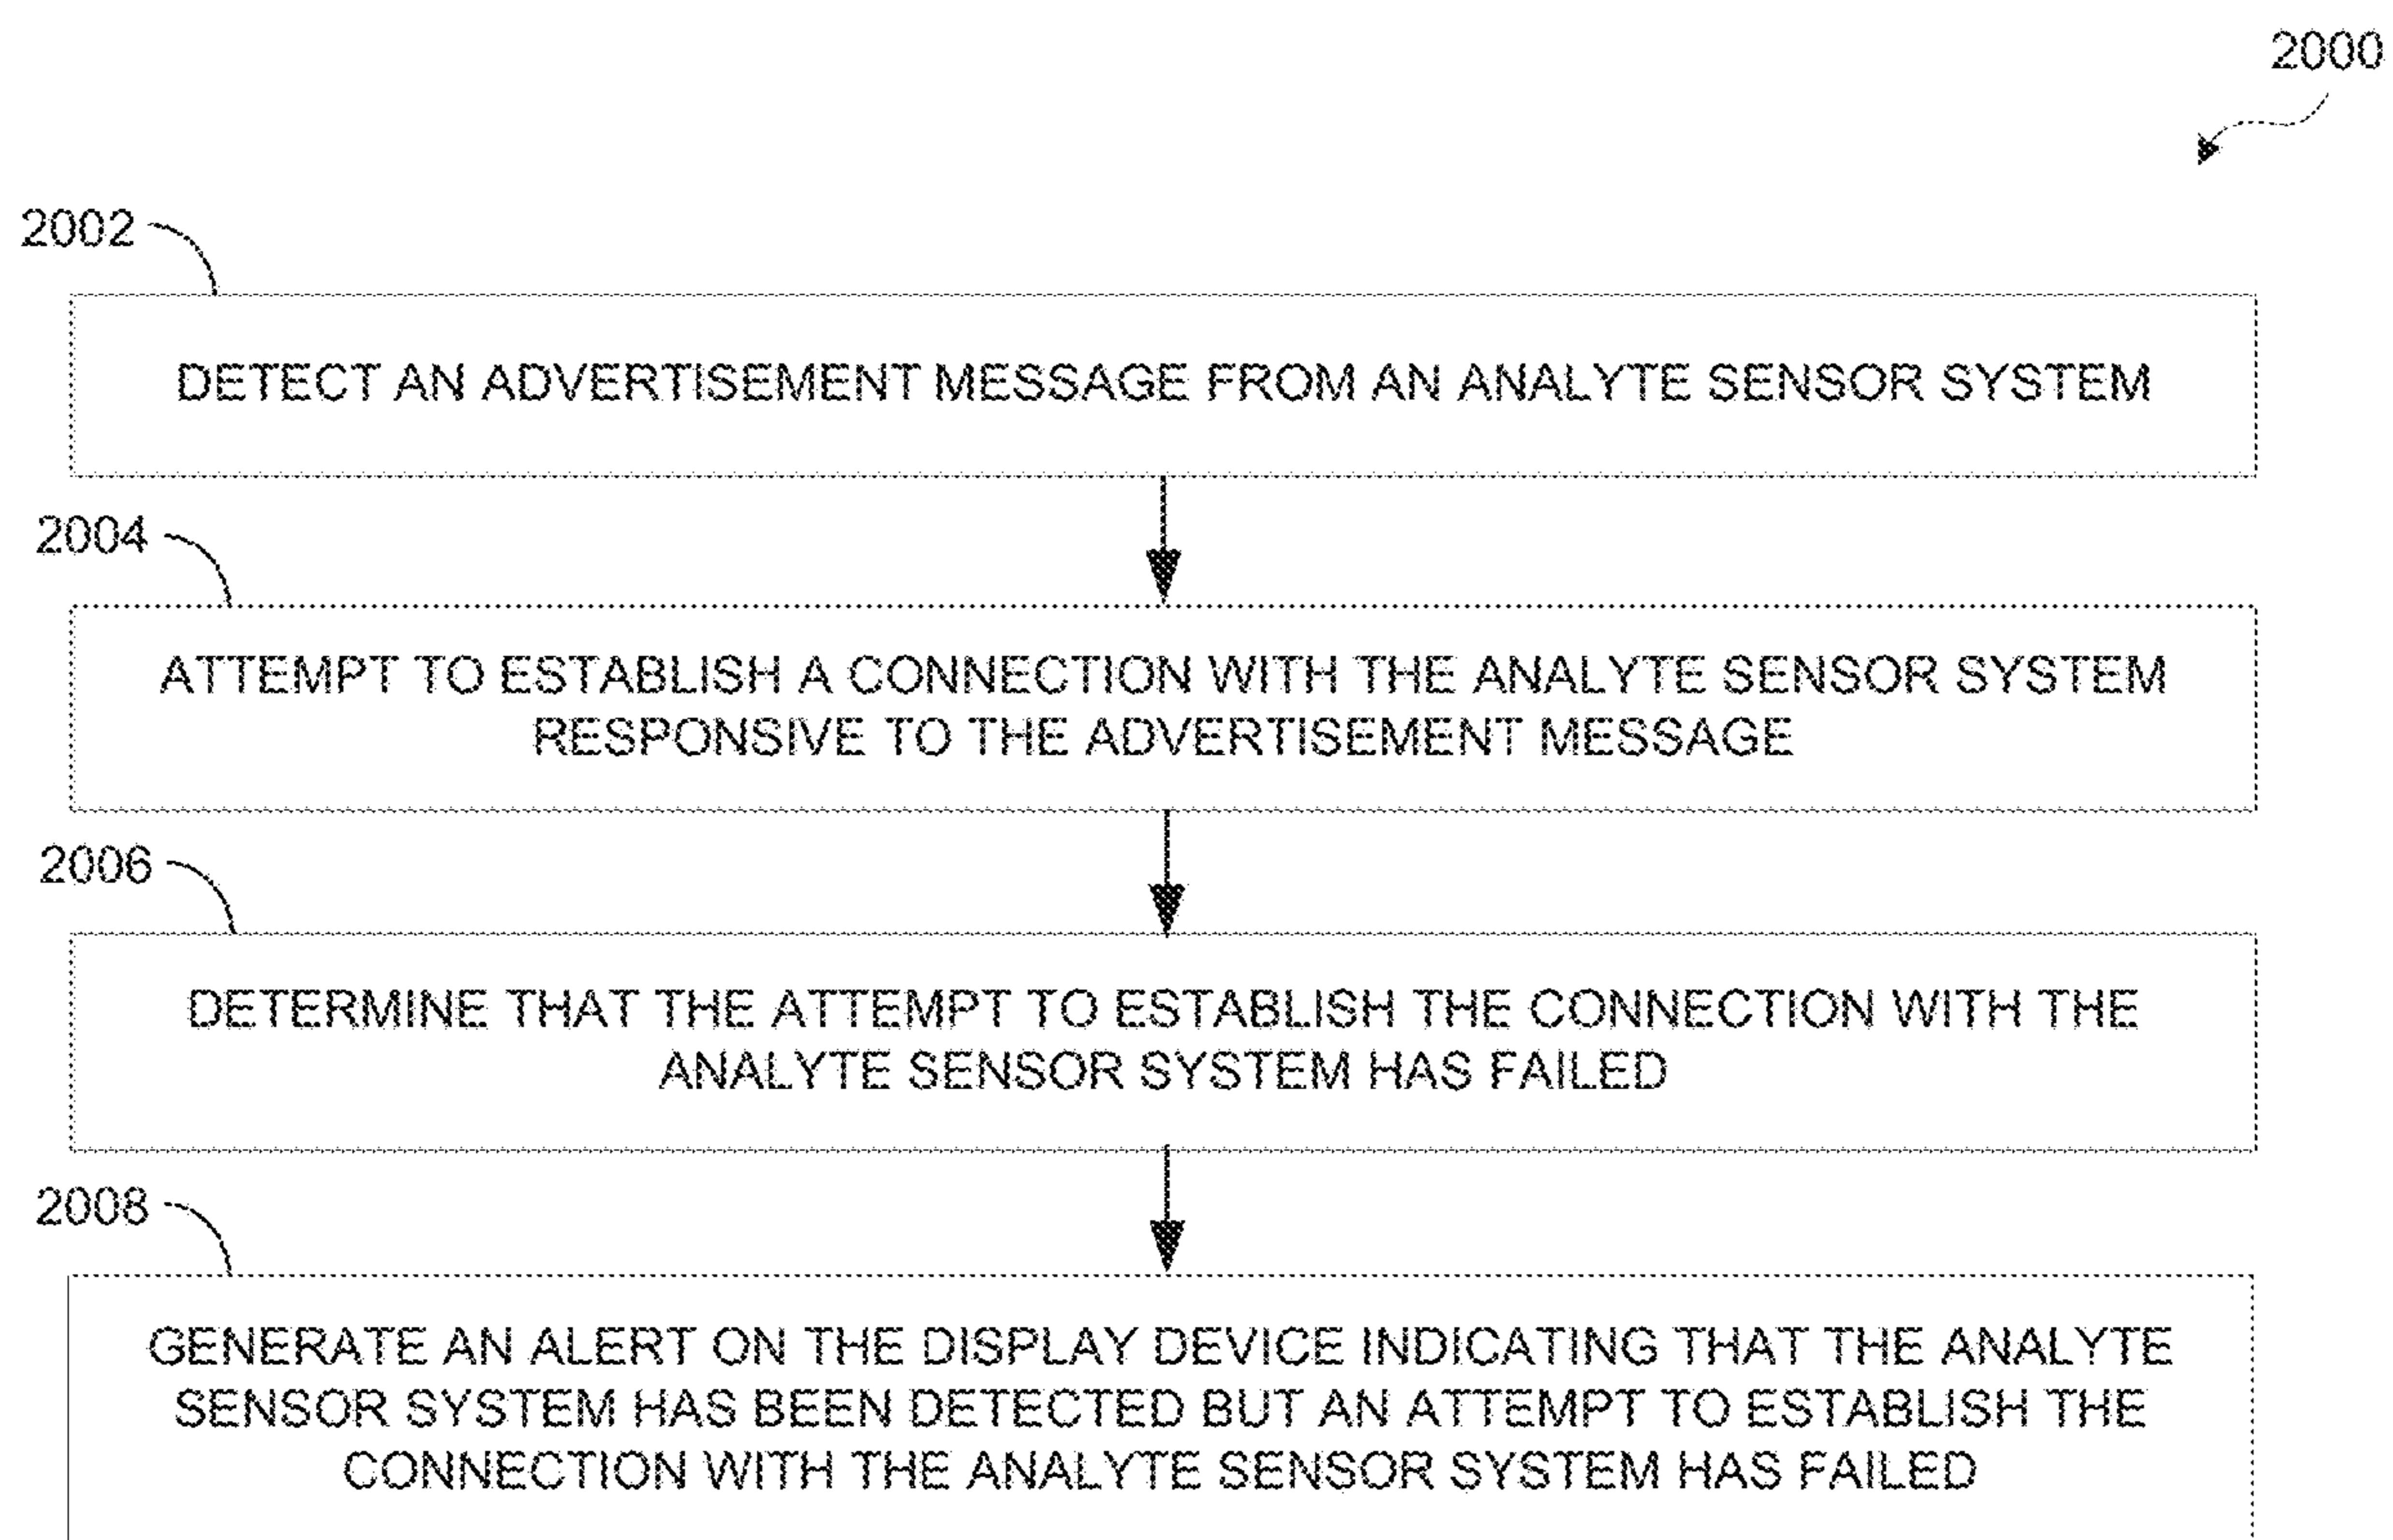 2000
2002
DETECT AN ADVERTISEMENT MESSAGE FROM AN ANALYTE SENSOR SYSTEM
2004
ATTEMPT TO ESTABLISH A CONNECTION WITH THE ANALYTE SENSOR SYSTEM
RESPONSIVE TO THE ADVERTISEMENT MESSAGE
2006
DETERMINE THAT THE ATTEMPT TO ESTABLISH THE CONNECTION WITH THE
ANALYTE SENSOR SYSTEM HAS FAILED
2008
GENERATE AN ALERT ON THE DISPLAY DEVICE INDICATING THAT THE ANALYTE
SENSOR SYSTEM HAS BEEN DETECTED BUT AN ATTEMPT TO ESTABLISH THE
CONNECTION WITH THE ANALYTE SENSOR SYSTEM HAS FAILED